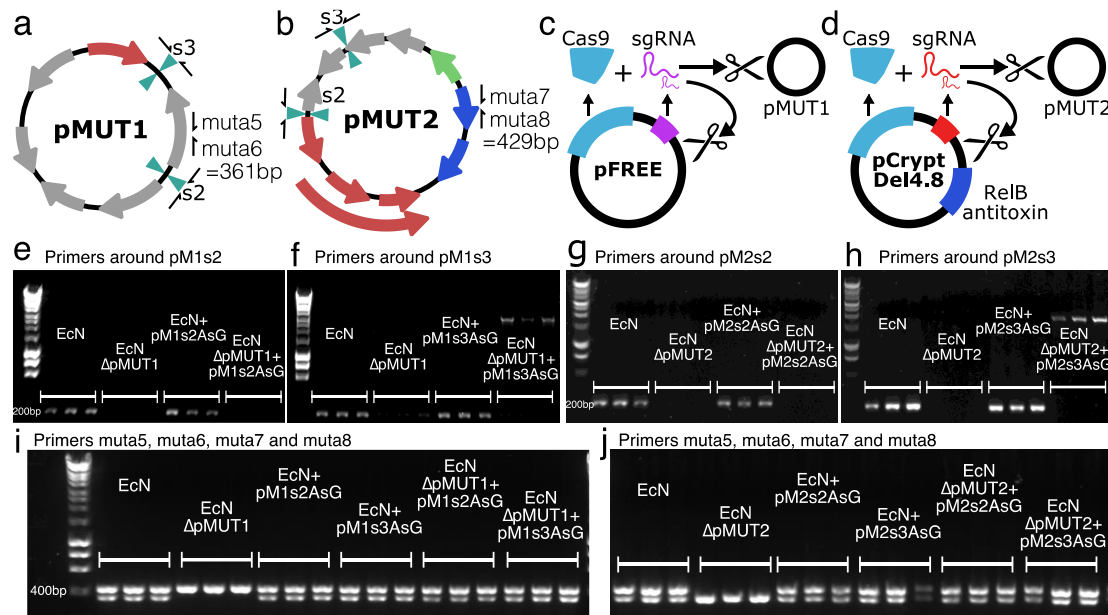 a
s3
pMUT1
muta5
muta6
=361bp
s2
b
s3
s2
pMUT2
muta7
muta8
=429bp
c
Cas9
sgRNA
+
pMUT1
pFREE
d
Cas9
sgRNA
+
pMUT2
pCrypt
Del4.8
RelB
antitoxin
e Primers around pM1s2
EcN
EcN
ΔpMUT1
EcN+
pM1s2AsG
EcN
ΔpMUT1+
pM1s2AsG
200bp
f Primers around pM1s3
EcN
EcN
ΔpMUT1
EcN+
pM1s3AsG
EcN
ΔpMUT1+
pM1s3AsG
g Primers around pM2s2
EcN
EcN
ΔpMUT2
EcN+
pM2s2AsG
EcN
ΔpMUT2+
pM2s2AsG
200bp
h Primers around pM2s3
EcN
EcN
ΔpMUT2
EcN+
pM2s3AsG
EcN
ΔpMUT2+
pM2s3AsG
i Primers muta5, muta6, muta7 and muta8
EcN
EcN
ΔpMUT1
EcN+
pM1s2AsG
EcN+
pM1s3AsG
EcN
ΔpMUT1+
pM1s2AsG
EcN
ΔpMUT1+
pM1s3AsG
400bp
j Primers muta5, muta6, muta7 and muta8
EcN
EcN
ΔpMUT2
EcN+
pM2s2AsG
EcN+
pM2s3AsG
EcN
ΔpMUT2+
pM2s2AsG
EcN
ΔpMUT2+
pM2s3AsG